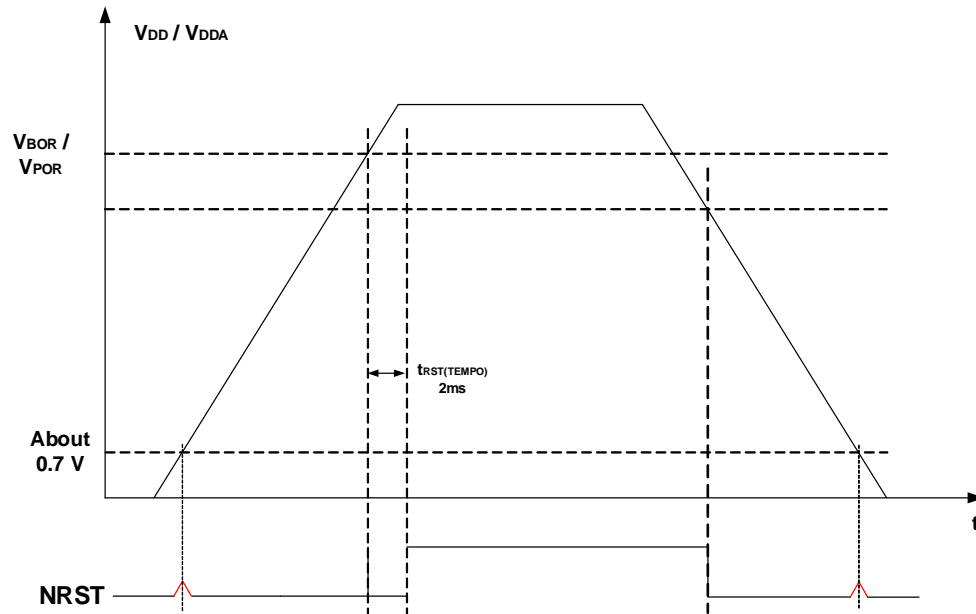 VDD / VDDA
VBOR /
VPOR
tRST(TEMPO)
2ms
About
0.7 V
t
NRST